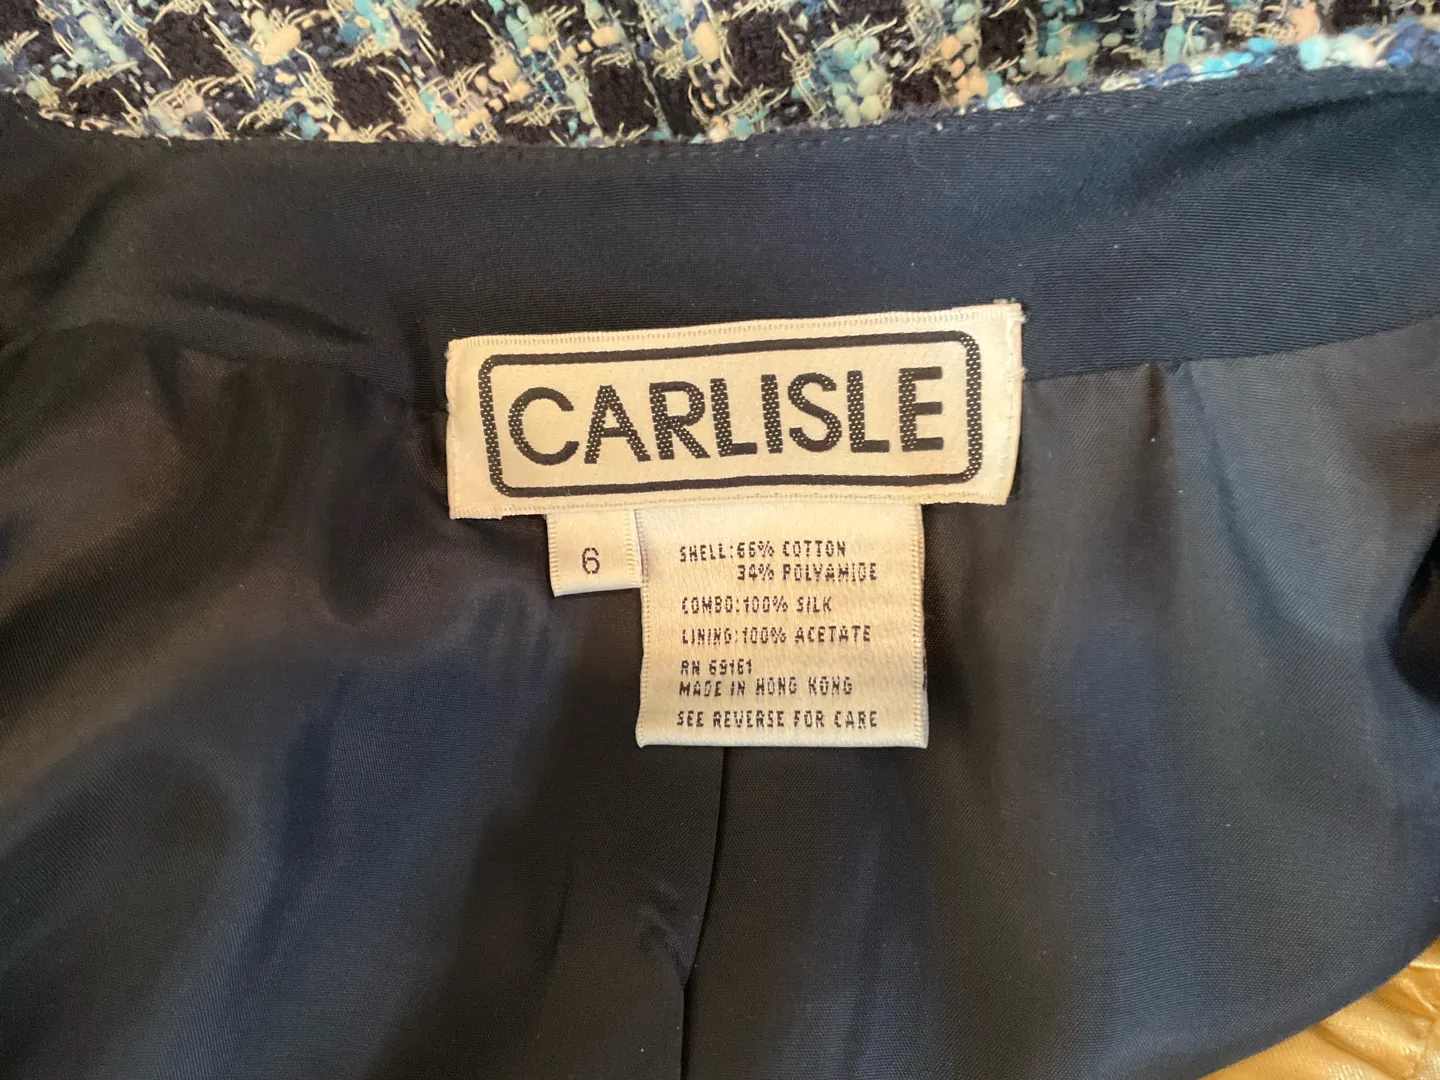 CARLISLE
6
SHELL: 66% COTTON
34% POLYAMIDE
COMBO: 100% SILK
LINING: 100% ACETATE
RN 69161
MADE IN HONG KONG
SEE REVERSE FOR CARE